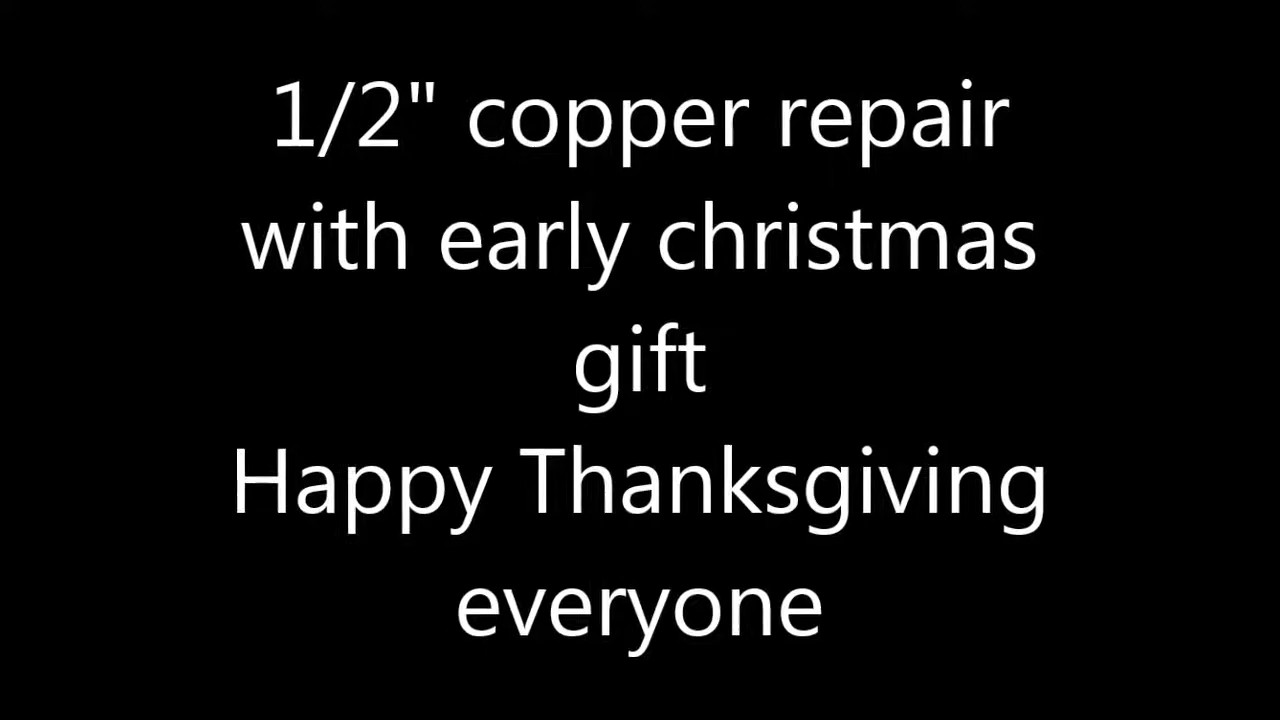 1/2" copper repair
with early christmas
gift
Happy Thanksgiving
everyone